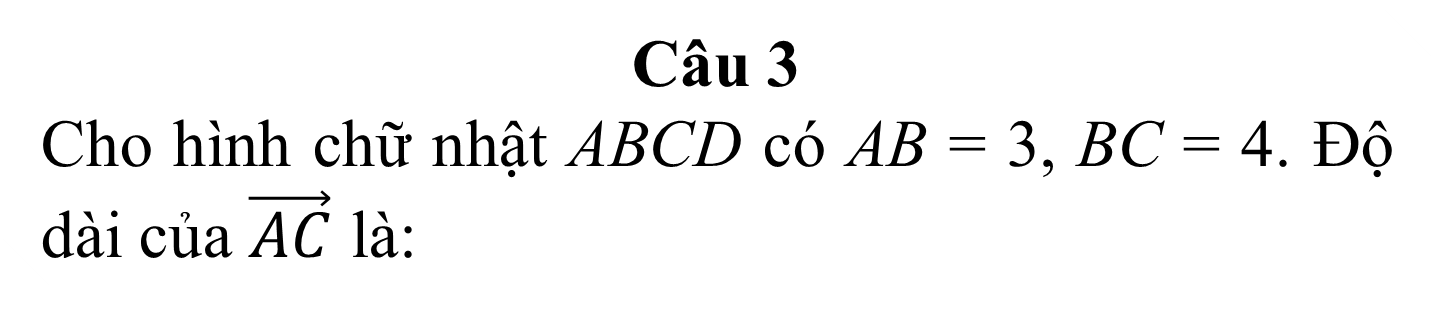 Câu 3
Cho hình chữ nhật ABCD có AB = 3, BC = 4. Độ
dài của $\overrightarrow{AC}$ là: